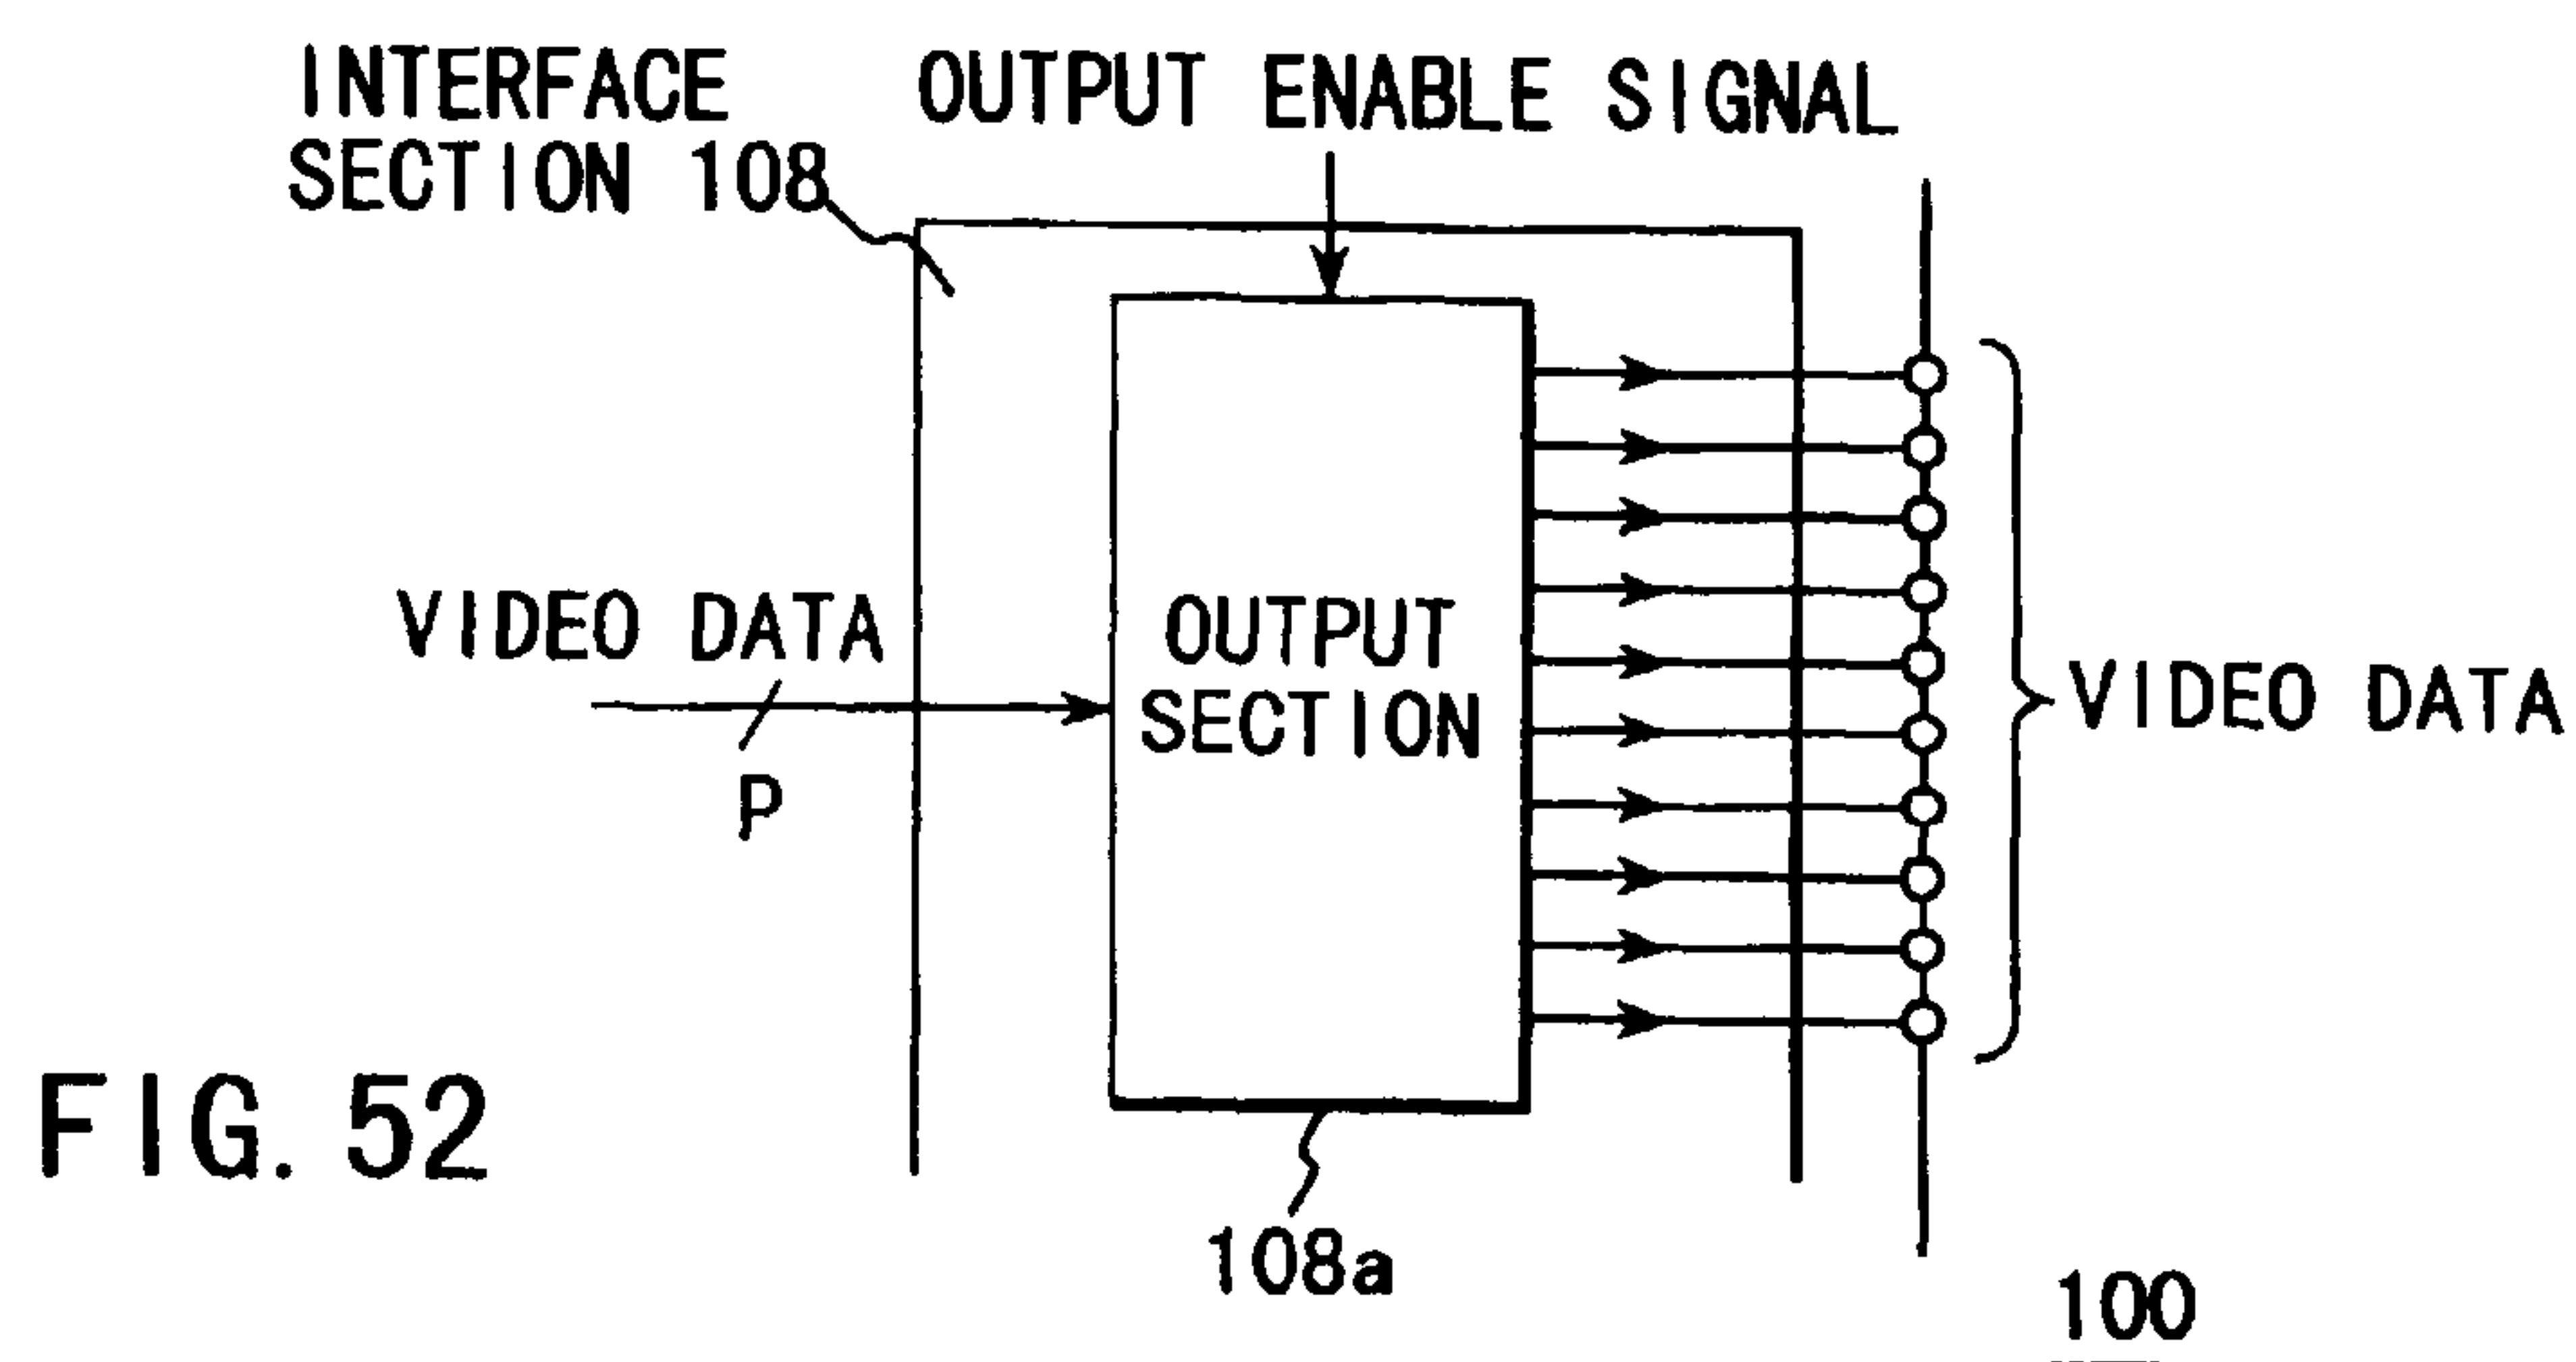 INTERFACE
SECTION 108
OUTPUT ENABLE SIGNAL
VIDEO DATA
P
OUTPUT
SECTION
VIDEO DATA
108a
FIG. 52
100